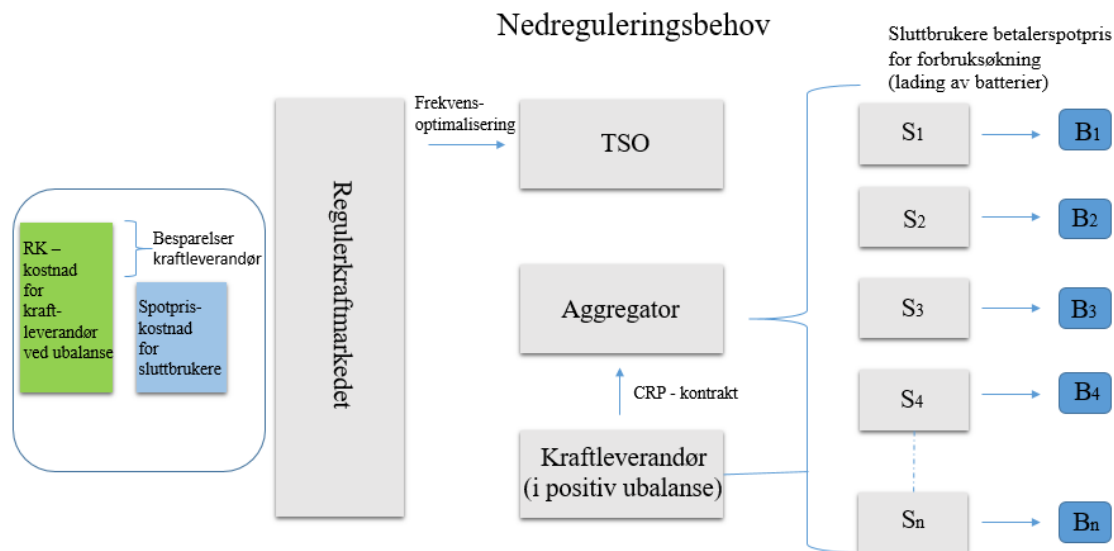 Nedreguleringsbehov
Sluttbrukere betalerspotpris
for forbruksøkning
(lading av batterier)
Frekvens-
optimalisering
TSO
Regulerkraftmarkedet
RK –
kostnad
for
kraft-
leverandør
ved ubalanse
Besparelser
kraftleverandør
Spotpris-
kostnad
for
sluttbrukere
Aggregator
CRP - kontrakt
Kraftleverandør
(i positiv ubalanse)
S1
B1
S2
B2
S3
B3
S4
B4
Sn
Bn